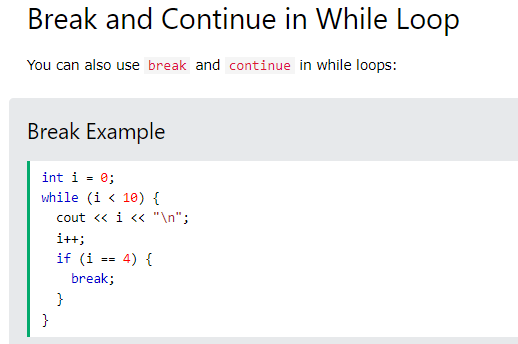 Break and Continue in While Loop
You can also use break and continue in while loops:
Break Example
int i = 0;
while (i < 10) {
  cout << i << "\n";
  i++;
  if (i == 4) {
    break;
  }
}